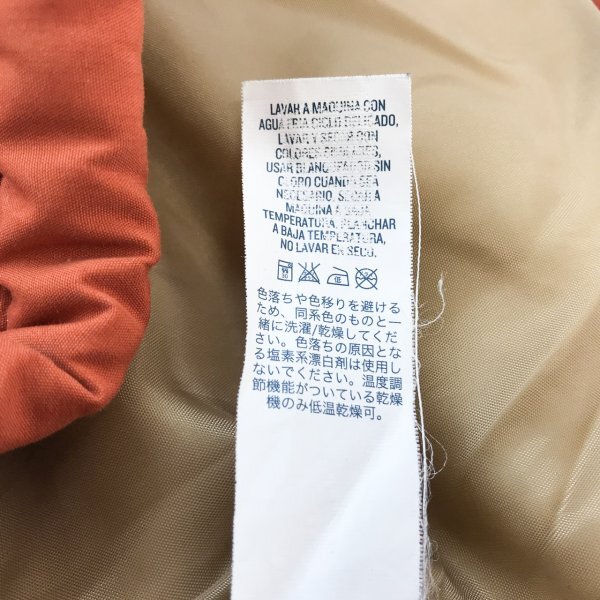 LAVAR A MAQUINA CON
AGUA FRIA CICLO DELICADO,
LAVAR Y SECAR CON
COLORES SIMILARES,
USAR BLANQUEADOR SIN
CLORO CUANDO SEA
NECESARIO, SECAR A
MAQUINA A BAJA
TEMPERATURA, PLANCHAR
A BAJA TEMPERATURA,
NO LAVAR EN SECO.
30
色落ちや色移りを避ける
ため、同系色のものと一
緒に洗濯/乾燥してくだ
さい。色落ちの原因とな
る塩素系漂白剤は使用し
ないでください。温度調
節機能がついている乾燥
機のみ低温乾燥可。